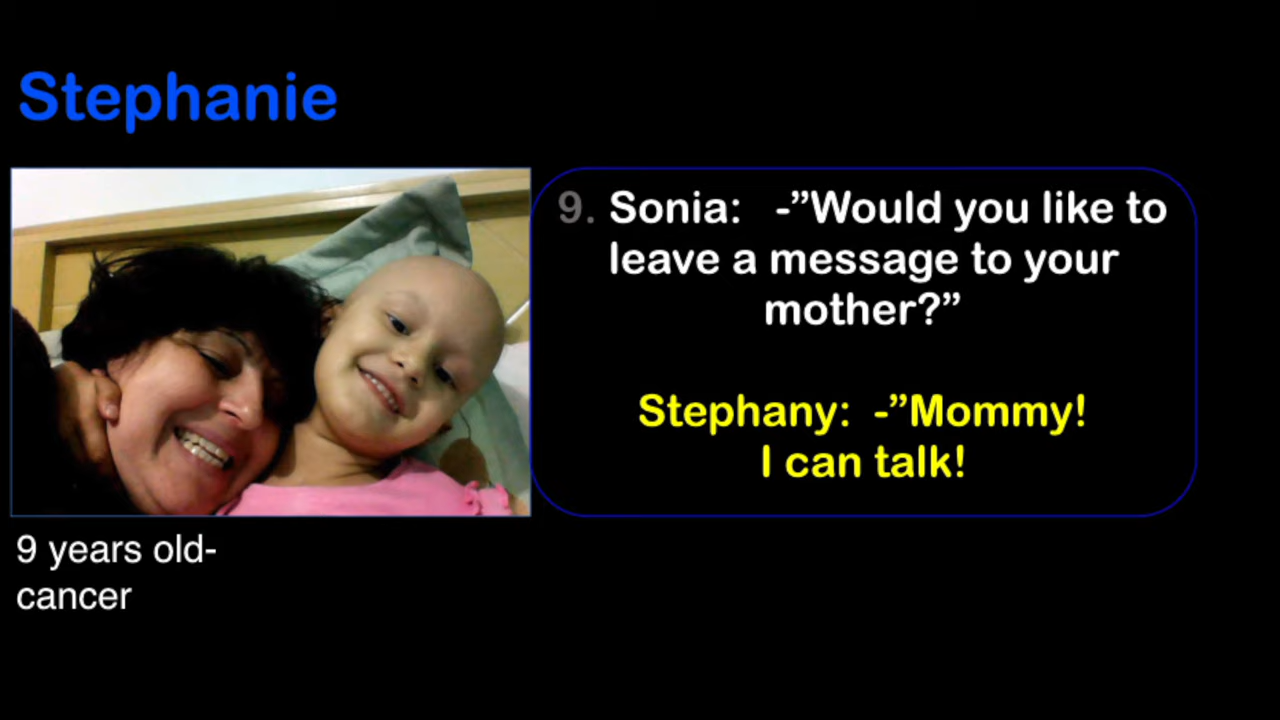 Stephanie
9. Sonia: -”Would you like to
leave a message to your
mother?”
Stephany: -”Mommy!
I can talk!
9 years old-
cancer